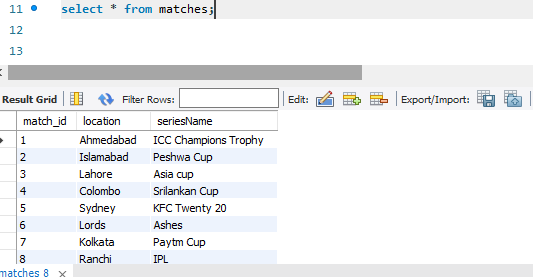 11 select * from matches;
12
13
Result Grid Filter Rows: Edit: Export/Import:
match_id location seriesName
1 Ahmedabad ICC Champions Trophy
2 Islamabad Peshwa Cup
3 Lahore Asia cup
4 Colombo Srilankan Cup
5 Sydney KFC Twenty 20
6 Lords Ashes
7 Kolkata Paytm Cup
8 Ranchi IPL
matches 8 x